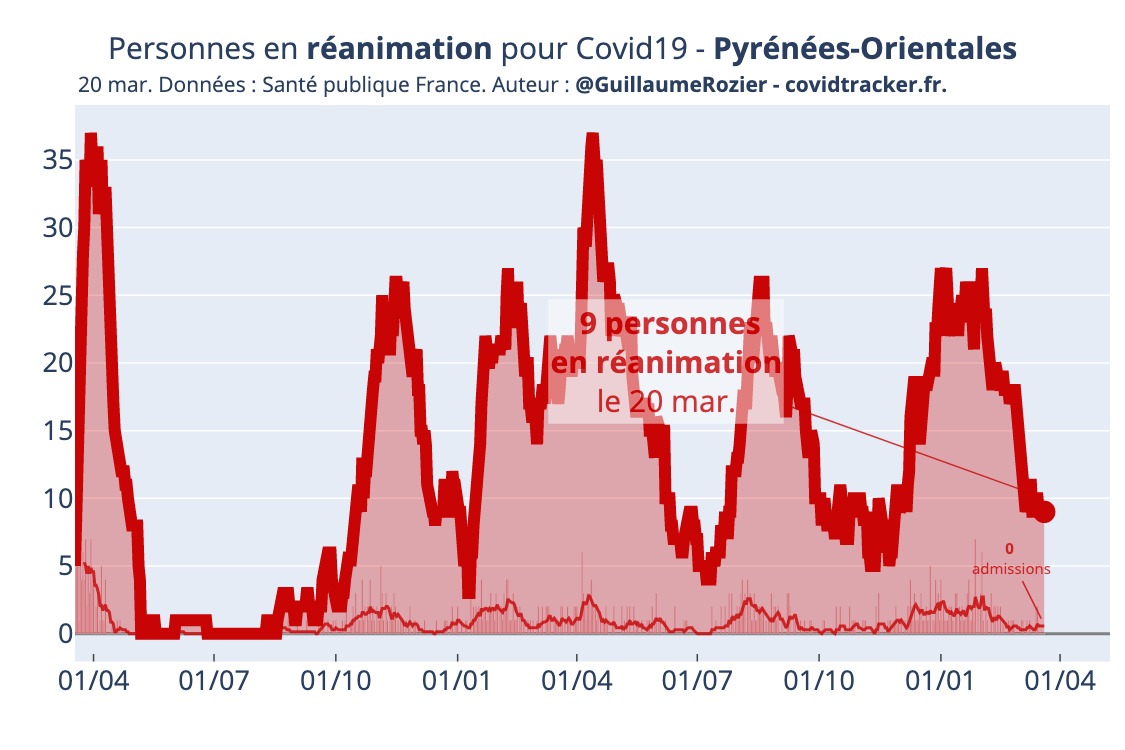 Personnes en réanimation pour Covid19 - Pyrénées-Orientales
20 mar. Données : Santé publique France. Auteur : @GuillaumeRozier - covidtracker.fr.
35
30
25
20
15
10
5
0
9 personnes
en réanimation
le 20 mar.
0
admissions
01/04 01/07 01/10 01/01 01/04 01/07 01/10 01/01 01/04